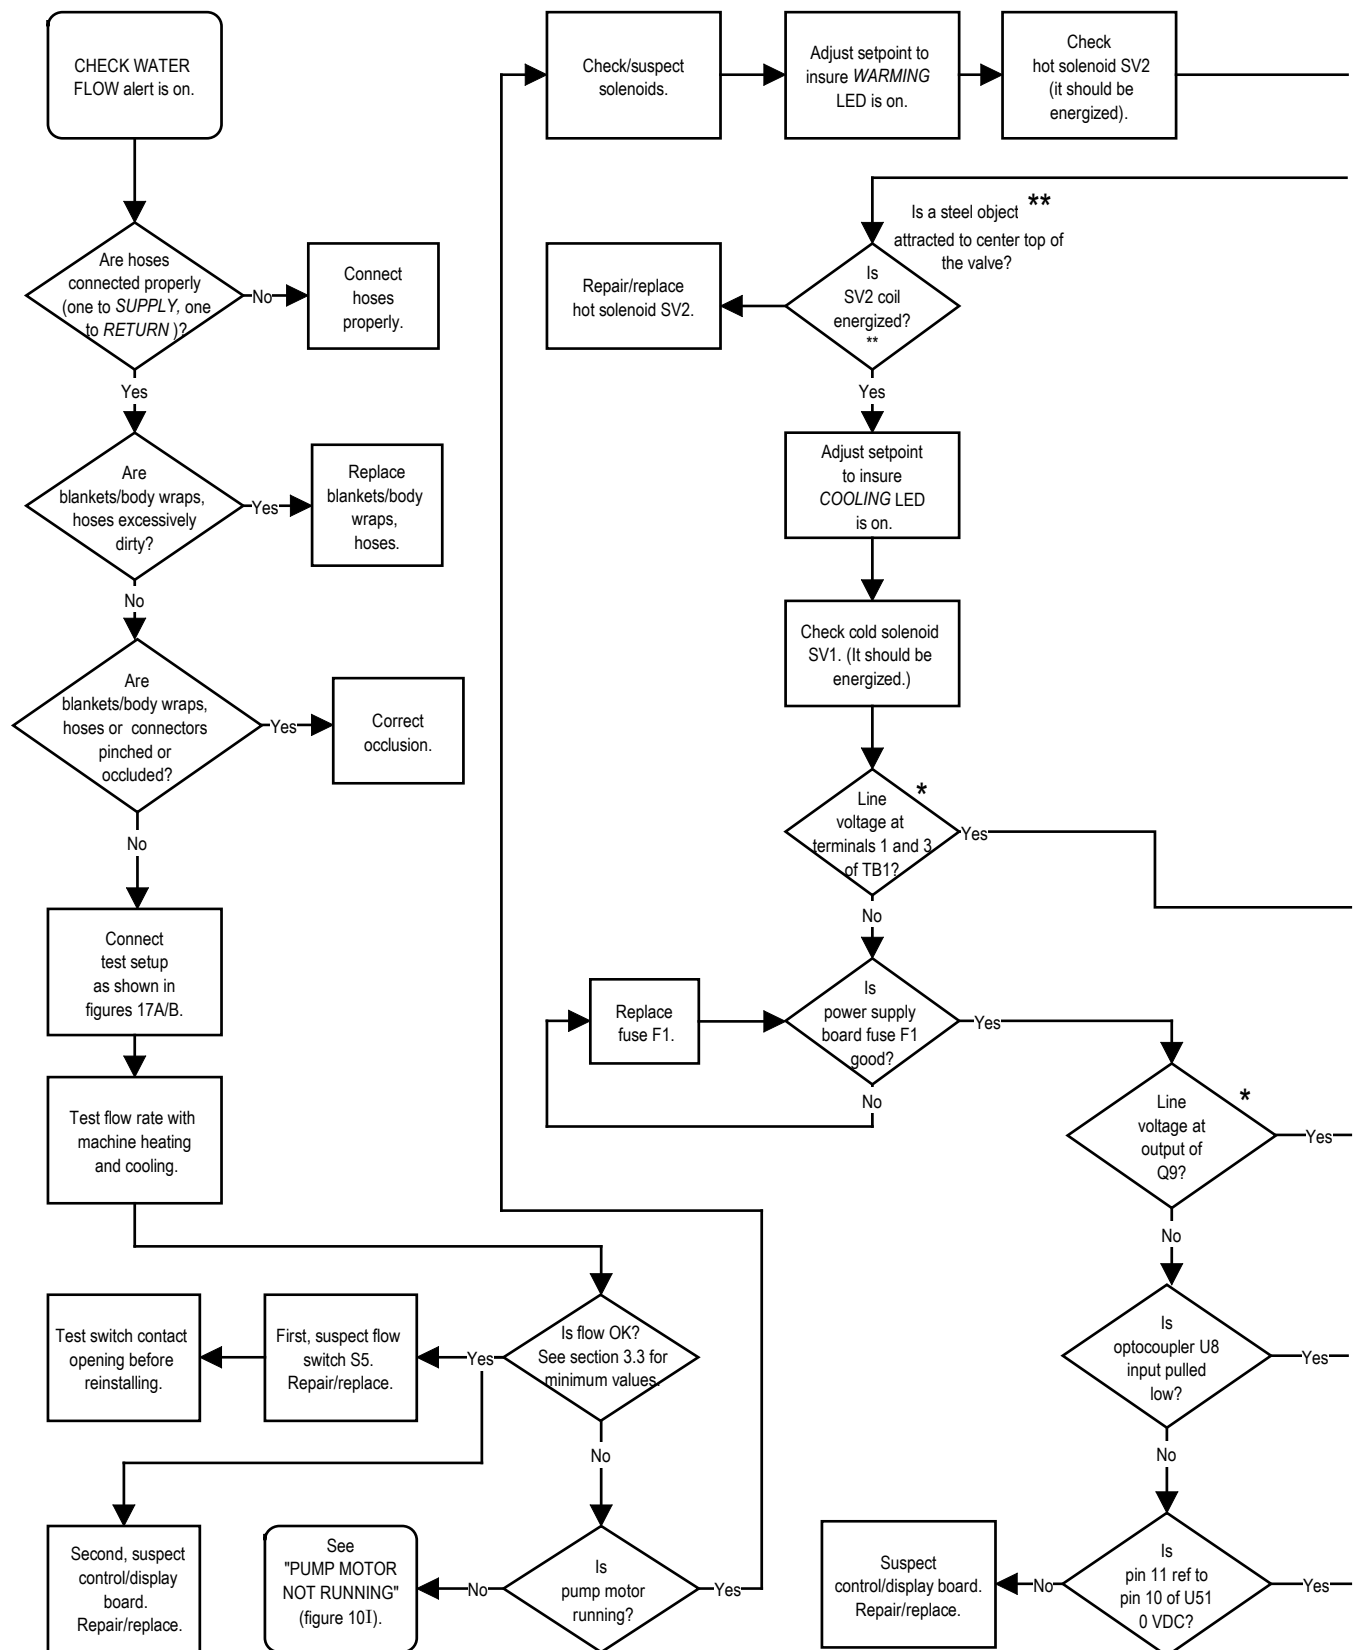 CHECK WATER
FLOW alert is on.
Are hoses
connected properly
(one to SUPPLY, one
to RETURN )?
No
Connect
hoses
properly.
Yes
Are
blankets/body wraps,
hoses excessively
dirty?
Yes
Replace
blankets/body
wraps,
hoses.
No
Are
blankets/body wraps,
hoses or connectors
pinched or
occluded?
Yes
Correct
occlusion.
No
Connect
test setup
as shown in
figures 17A/B.
Test flow rate with
machine heating
and cooling.
Is flow OK?
See section 3.3 for
minimum values.
Yes
First, suspect flow
switch S5.
Repair/replace.
Test switch contact
opening before
reinstalling.
Second, suspect
control/display
board.
Repair/replace.
No
Is
pump motor
running?
No
See
"PUMP MOTOR
NOT RUNNING"
(figure 10I).
Yes
Check/suspect
solenoids.
Adjust setpoint to
insure WARMING
LED is on.
Check
hot solenoid SV2
(it should be
energized).
Is a steel object **
attracted to center top of
the valve?
Is
SV2 coil
energized?
**
Repair/replace
hot solenoid SV2.
Yes
Adjust setpoint
to insure
COOLING LED
is on.
Check cold solenoid
SV1. (It should be
energized.)
*
Line
voltage at
terminals 1 and 3
of TB1?
Yes
No
Is
power supply
board fuse F1
good?
Replace
fuse F1.
No
Yes
*
Line
voltage at
output of
Q9?
Yes
No
Is
optocoupler U8
input pulled
low?
Yes
No
Is
pin 11 ref to
pin 10 of U51
0 VDC?
Yes
No
Suspect
control/display board.
Repair/replace.